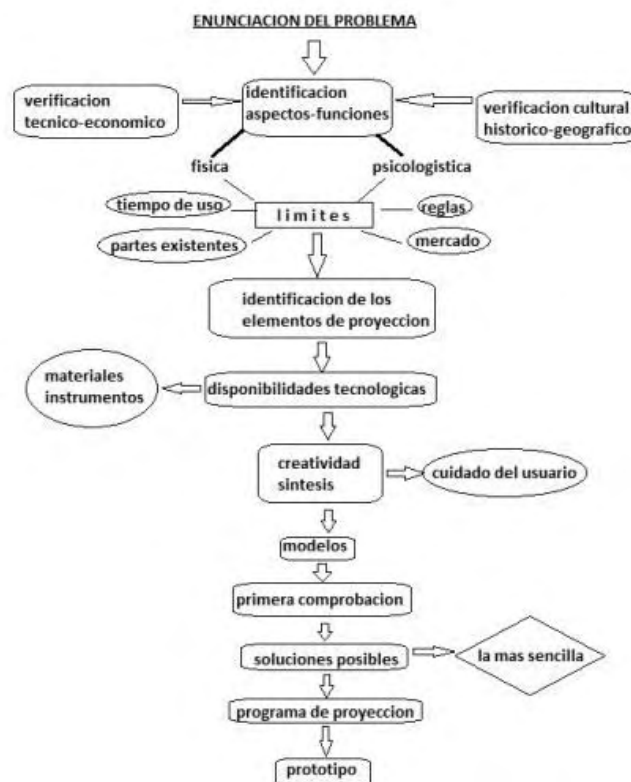 ENUNCIACION DEL PROBLEMA
verificacion
tecnico-economico
identificacion
aspectos-funciones
verificacion cultural
historico-geografico
fisica
psicologistica
tiempo de uso
limites
reglas
partes existentes
mercado
identificacion de los
elementos de proyeccion
materiales
instrumentos
disponibilidades tecnologicas
creatividad
sintesis
cuidado del usuario
modelos
primera comprobacion
soluciones posibles
la mas sencilla
programa de proyeccion
prototipo